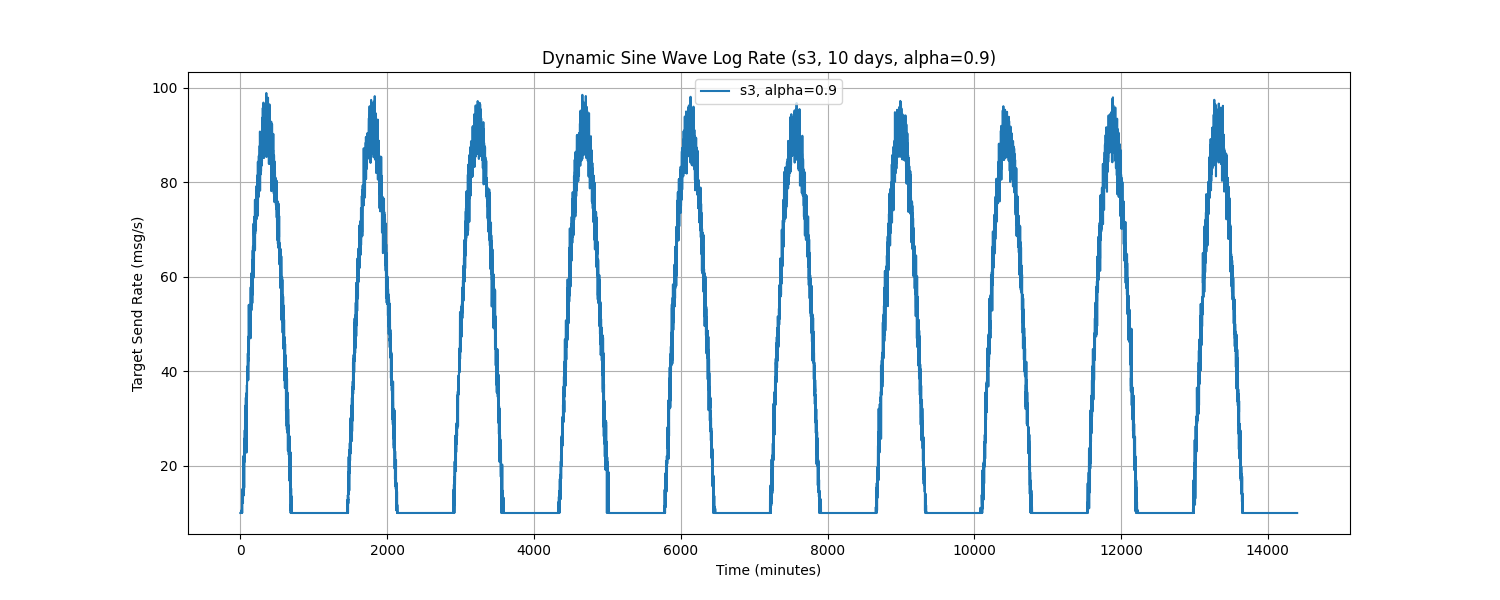 Dynamic Sine Wave Log Rate (s3, 10 days, alpha=0.9)
s3, alpha=0.9
Target Send Rate (msg/s)
100
80
60
40
20
0 2000 4000 6000 8000 10000 12000 14000
Time (minutes)